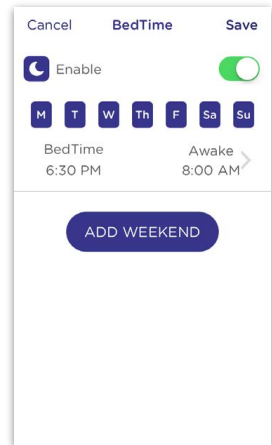 Cancel BedTime Save
Enable
M T W Th F Sa Su
BedTime Awake
6:30 PM 8:00 AM
ADD WEEKEND